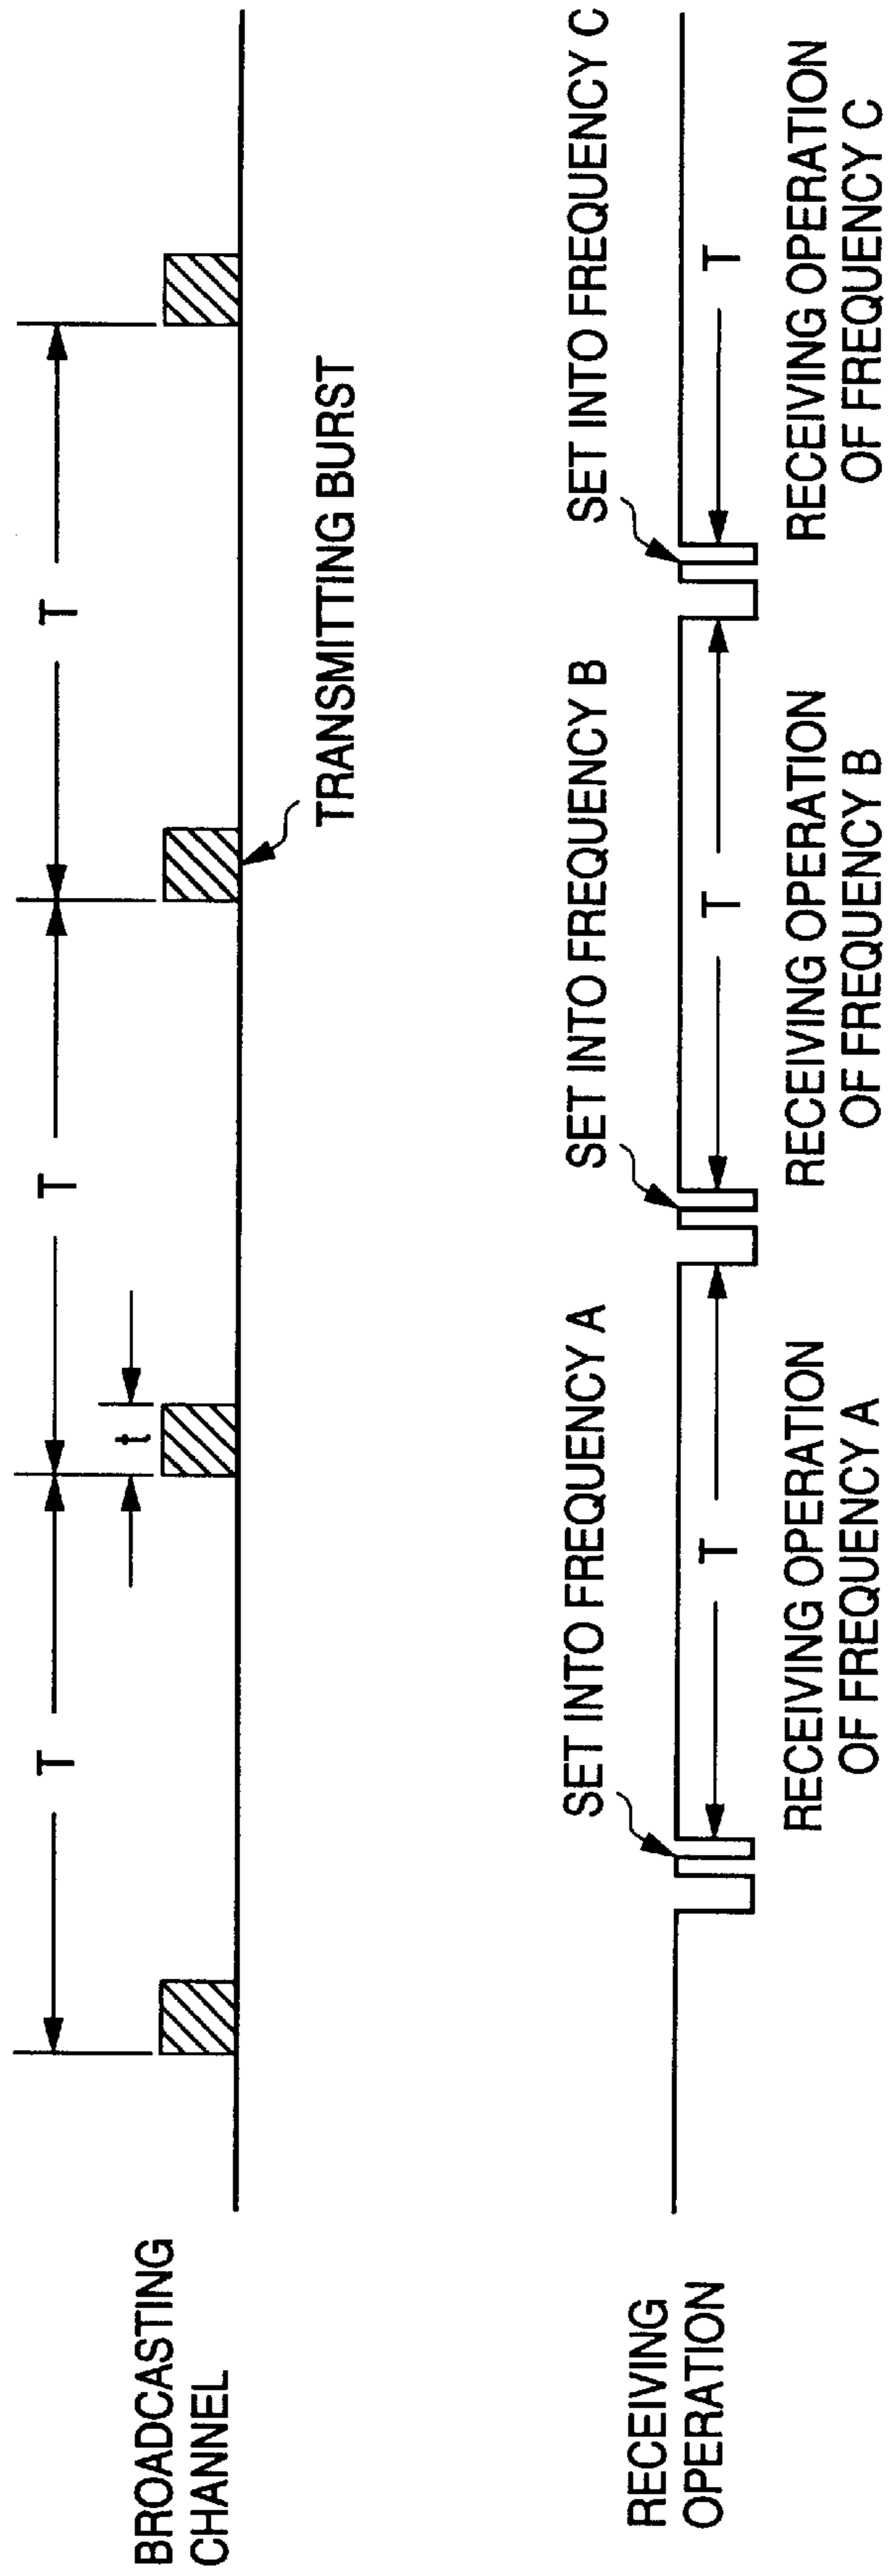 BROADCASTING
CHANNEL
T
T
T
t
TRANSMITTING BURST
RECEIVING
OPERATION
SET INTO FREQUENCY A
SET INTO FREQUENCY B
SET INTO FREQUENCY C
T
T
T
RECEIVING OPERATION
OF FREQUENCY A
RECEIVING OPERATION
OF FREQUENCY B
RECEIVING OPERATION
OF FREQUENCY C